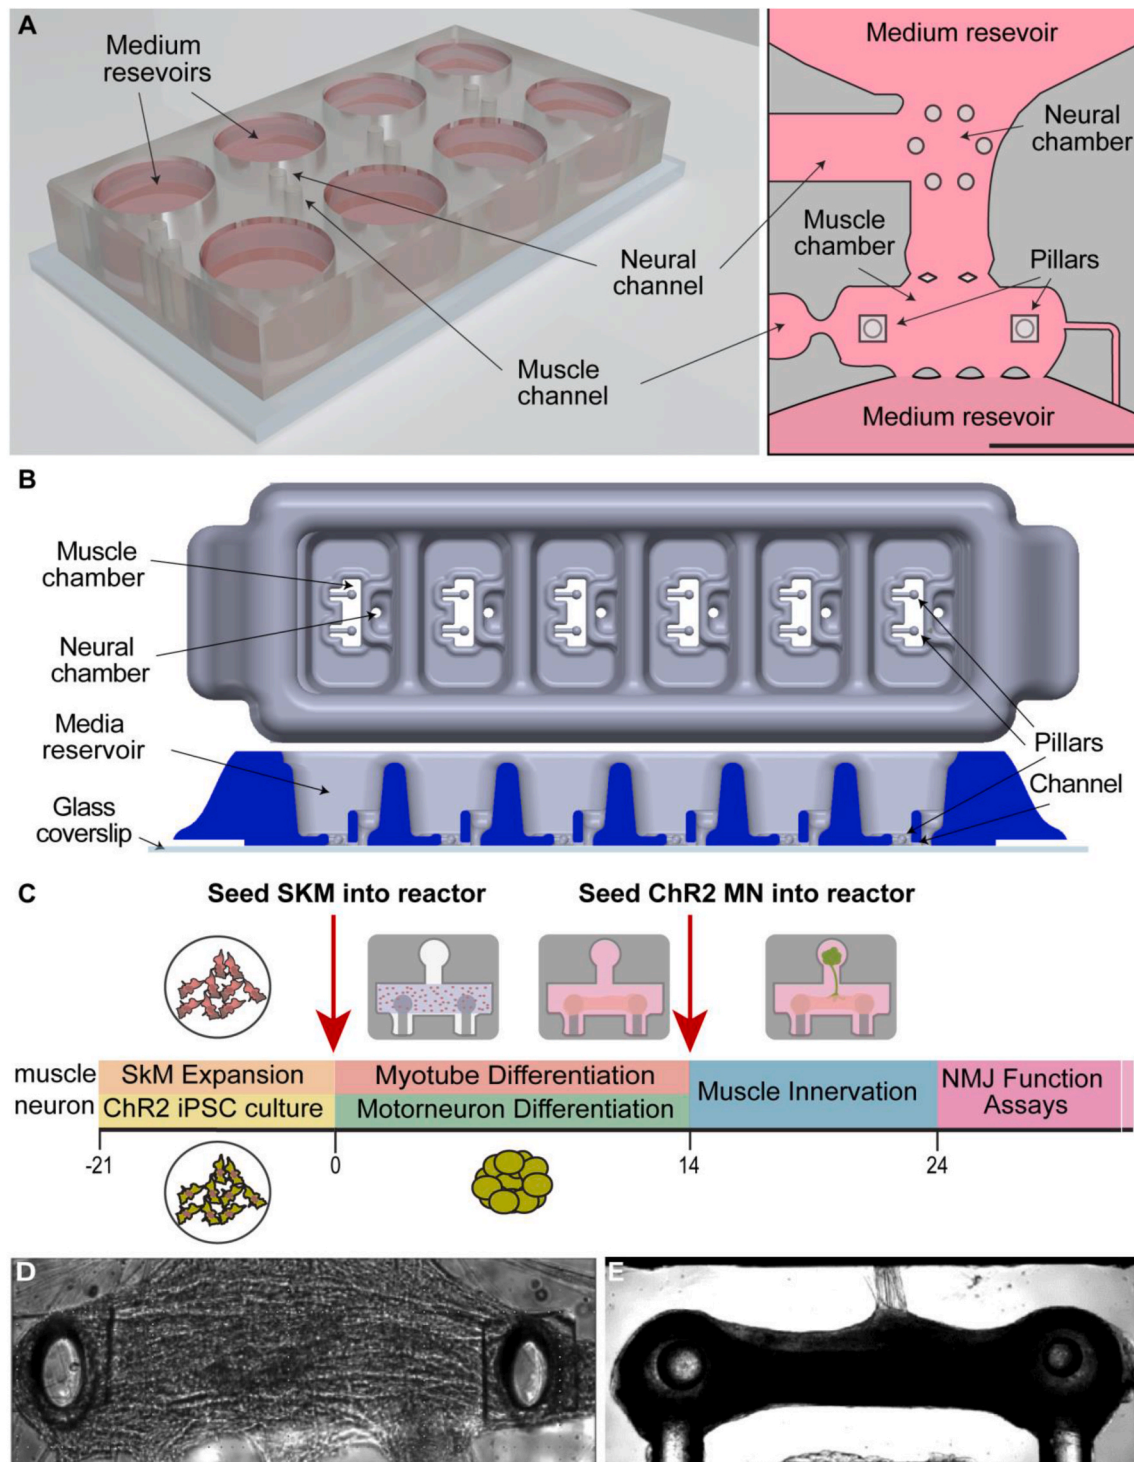 A
Medium
resevoirs
Neural
channel
Muscle
channel
Medium resevoir
Neural
chamber
Muscle
chamber
Pillars
Medium resevoir
B
Muscle
chamber
Neural
chamber
Media
reservoir
Glass
coverslip
Pillars
Channel
C
Seed SKM into reactor
Seed ChR2 MN into reactor
muscle
neuron
SkM Expansion
ChR2 iPSC culture
Myotube Differentiation
Motorneuron Differentiation
Muscle Innervation
NMJ Function
Assays
-21
0
14
24
D
E